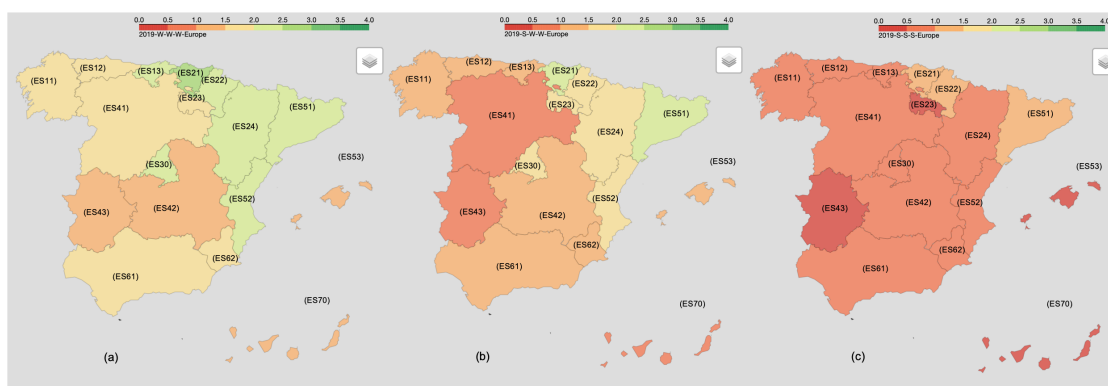 0.0 0.5 1.0 1.5 2.0 2.5 3.0 3.5 4.0
2019-W-W-W-Europe
(ES11)
(ES12)
(ES13)
(ES21)
(ES22)
(ES23)
(ES41)
(ES24)
(ES51)
(ES30)
(ES53)
(ES43)
(ES42)
(ES52)
(ES62)
(ES61)
(ES70)
(a)
0.0 0.5 1.0 1.5 2.0 2.5 3.0 3.5 4.0
2019-S-W-W-Europe
(ES11)
(ES12)
(ES13)
(ES21)
(ES22)
(ES23)
(ES41)
(ES24)
(ES51)
(ES30)
(ES53)
(ES43)
(ES42)
(ES52)
(ES62)
(ES61)
(ES70)
(b)
0.0 0.5 1.0 1.5 2.0 2.5 3.0 3.5 4.0
2019-S-S-S-Europe
(ES11)
(ES12)
(ES13)
(ES21)
(ES22)
(ES23)
(ES41)
(ES24)
(ES51)
(ES30)
(ES53)
(ES43)
(ES42)
(ES52)
(ES62)
(ES61)
(ES70)
(c)